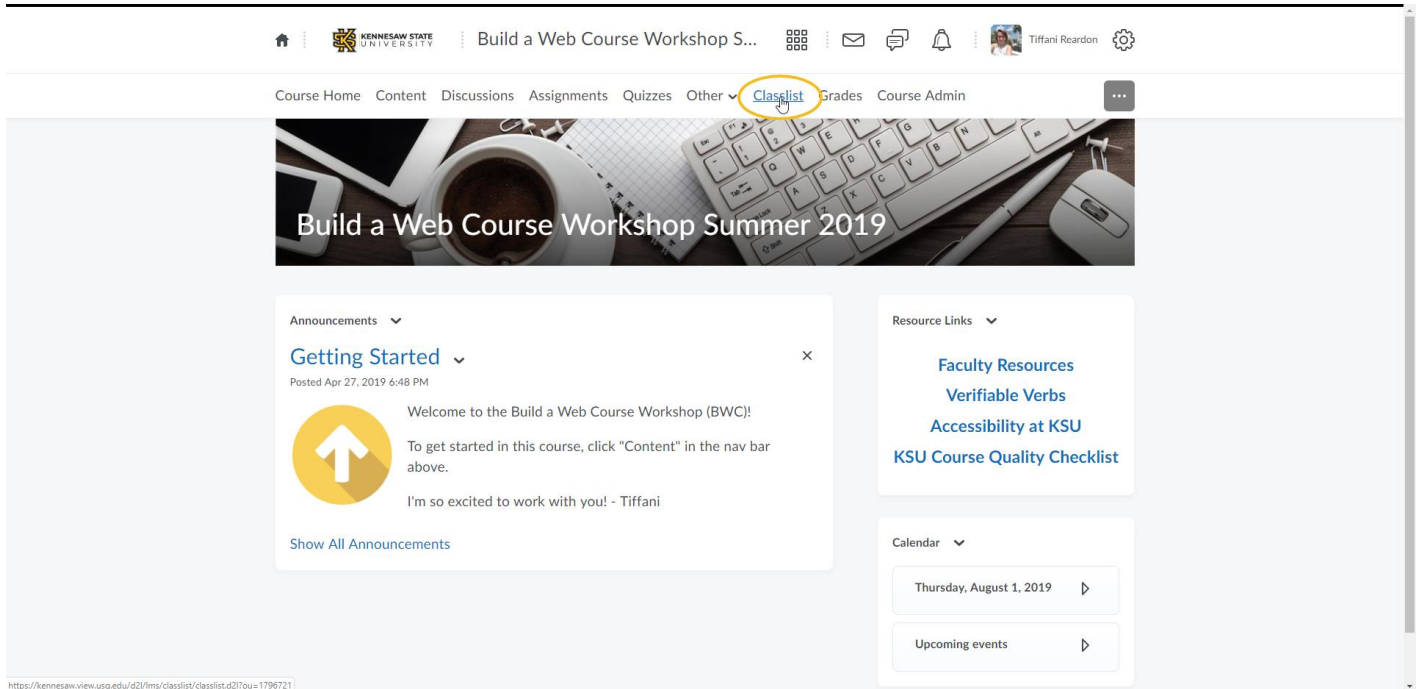 KENNESAW STATE
UNIVERSITY
Build a Web Course Workshop S...
Tiffani Reardon
Course Home Content Discussions Assignments Quizzes Other Classlist Grades Course Admin
Build a Web Course Workshop Summer 2019
Announcements
Getting Started
Posted Apr 27, 2019 6:48 PM
Welcome to the Build a Web Course Workshop (BWC)!
To get started in this course, click "Content" in the nav bar
above.
I'm so excited to work with you! - Tiffani
Show All Announcements
Resource Links
Faculty Resources
Verifiable Verbs
Accessibility at KSU
KSU Course Quality Checklist
Calendar
Thursday, August 1, 2019
Upcoming events
https://kennesaw.view.usg.edu/d2l/lms/classlist/classlist.d2l?ou=1796721